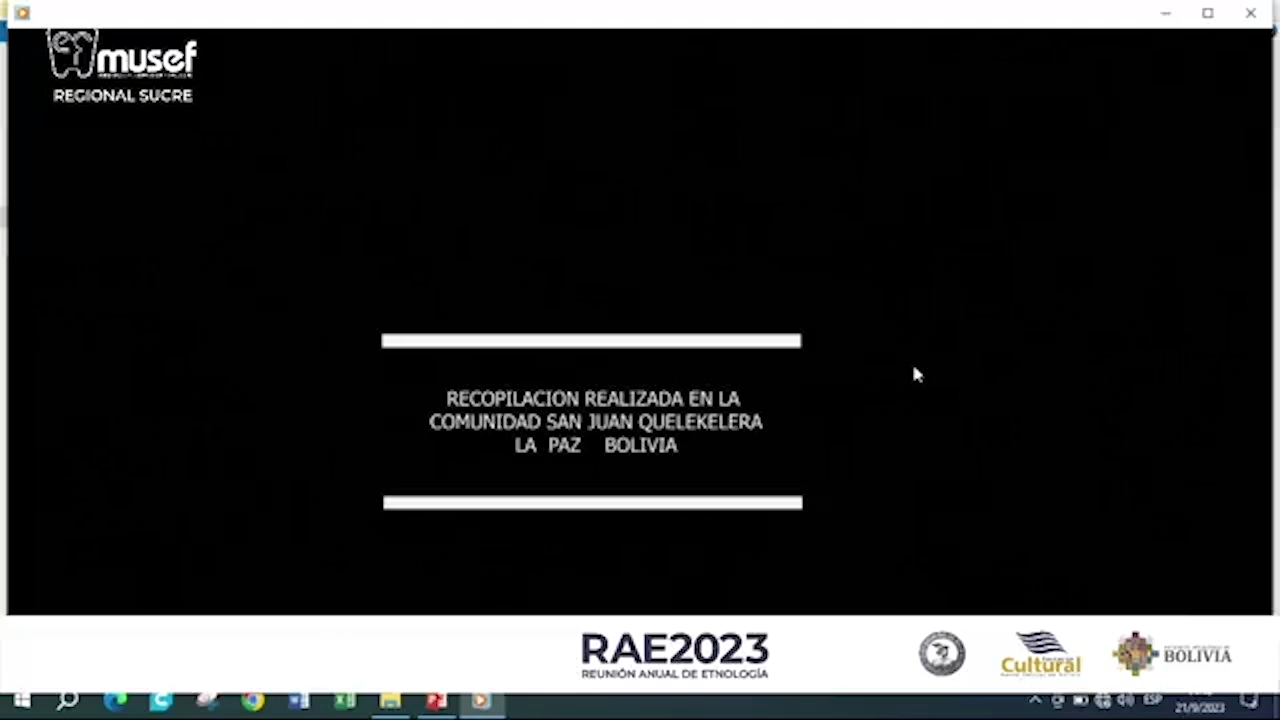 musef
REGIONAL SUCRE
RECOPILACION REALIZADA EN LA
COMUNIDAD SAN JUAN QUELEKELERA
LA PAZ BOLIVIA
RAE2023
REUNIÓN ANUAL DE ETNOLOGÍA
Cultural
BOLIVIA
ESP
21/9/2023